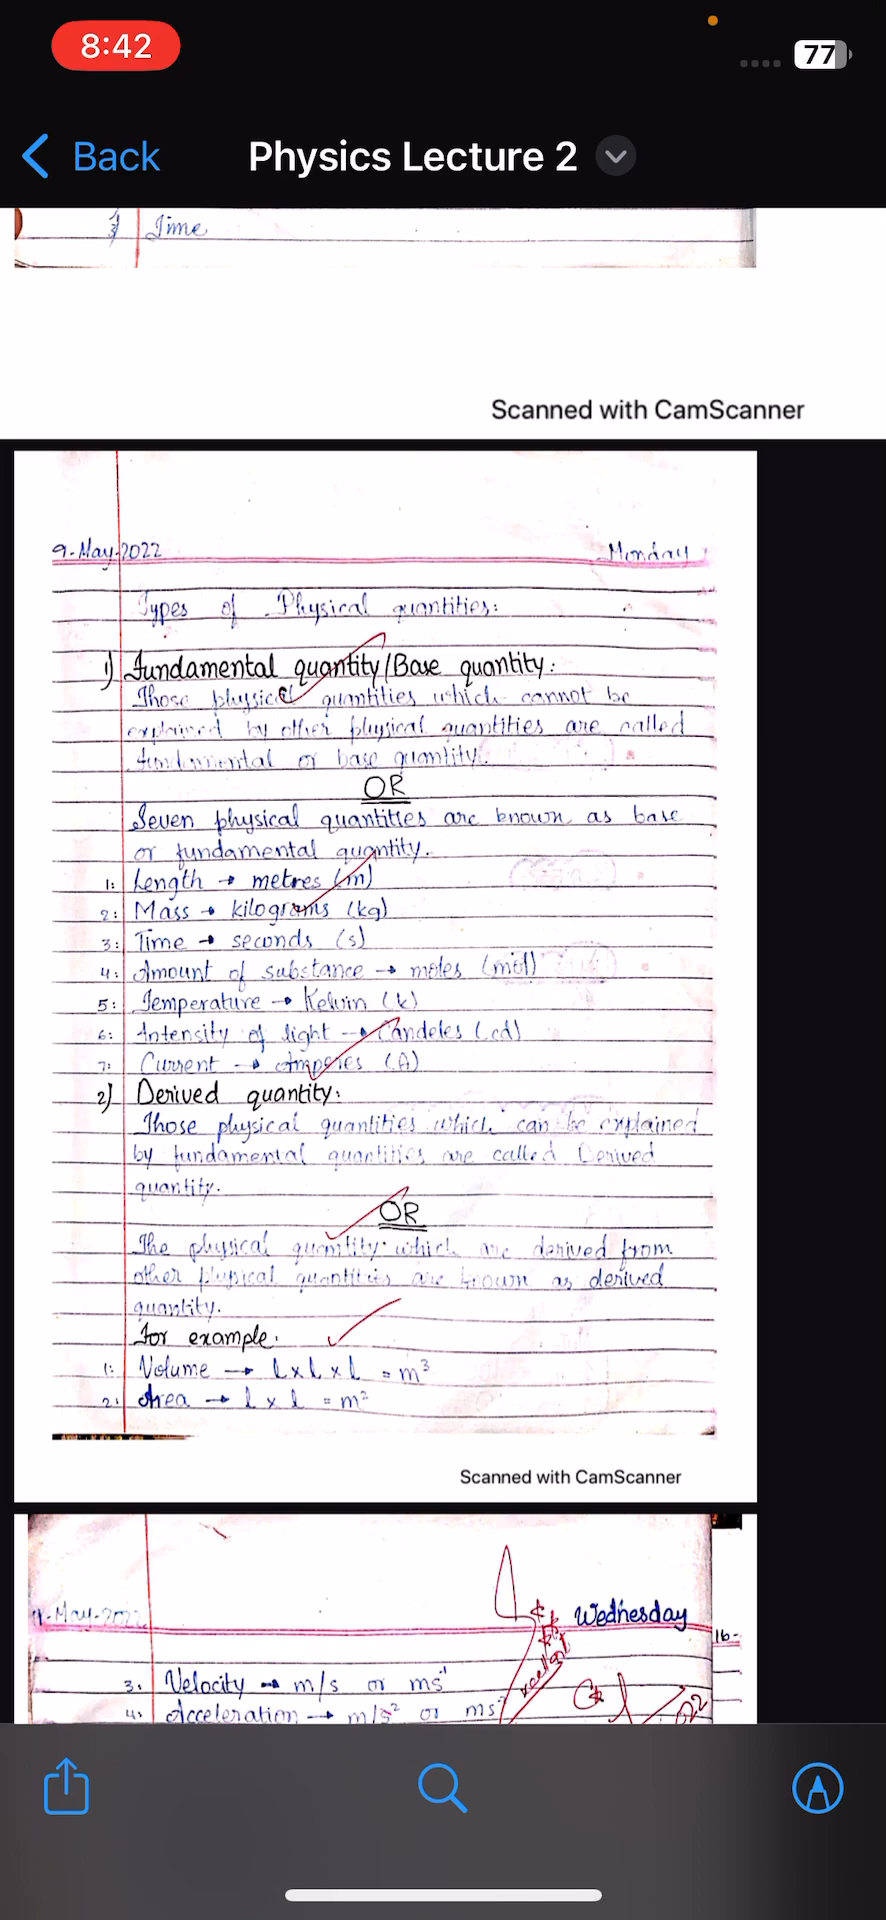 8:42
77
Back
Physics Lecture 2
Time
Scanned with CamScanner
9-May-2022 Monday
Types of Physical quantities:
1) Fundamental quantity/Base quantity:
Those physical quantities which cannot be
explained by other physical quantities are called
fundamental or base quantity.
OR
Seven physical quantities are known as base
or fundamental quantity.
1: Length → metres (m)
2: Mass → kilograms (kg)
3: Time → seconds (s)
4: Amount of substance → moles (mol)
5: Temperature → Kelvin (k)
6: Intensity of light → Candeles (cd)
7: Current → Amperes (A)
2) Derived quantity:
Those physical quantities which can be explained
by fundamental quantities are called Derived
quantity.
OR
The physical quantity which are derived from
other physical quantities are known as derived
quantity.
For example:
1: Volume → l x l x l = m³
2: Area → l x l = m²
Scanned with CamScanner
11-May-2022 Wednesday
16-
3. Velocity → m/s or ms⁻¹
4. Acceleration → m/s² or ms⁻²